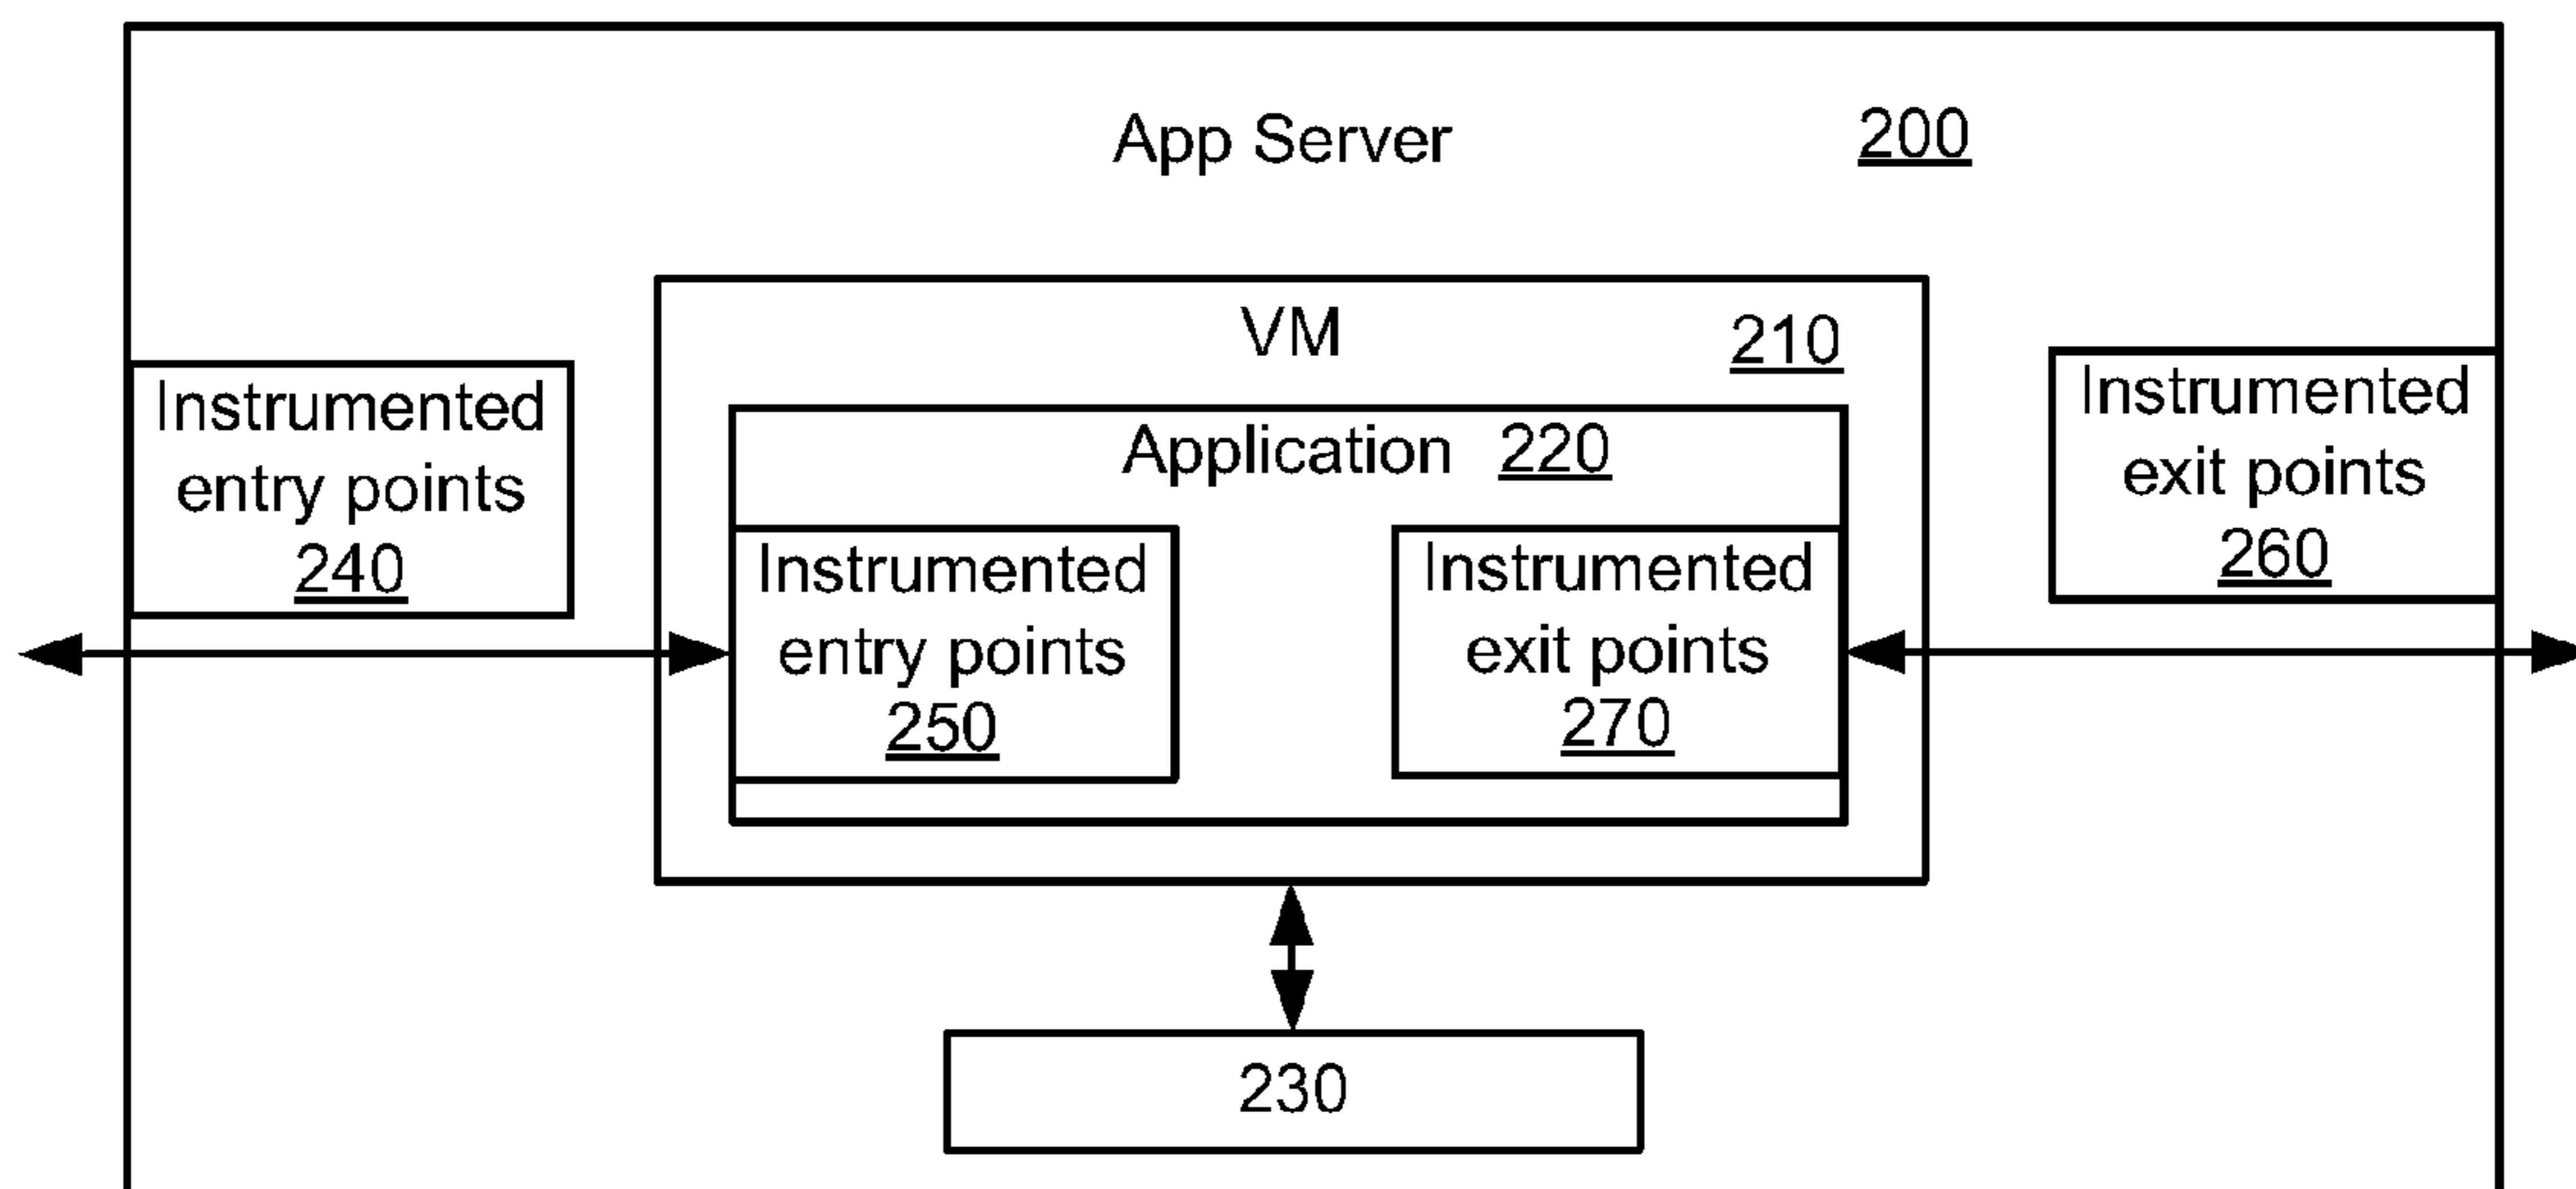 App Server 200
VM 210
Instrumented
entry points
240
Application 220
Instrumented
entry points
250
Instrumented
exit points
270
Instrumented
exit points
260
230